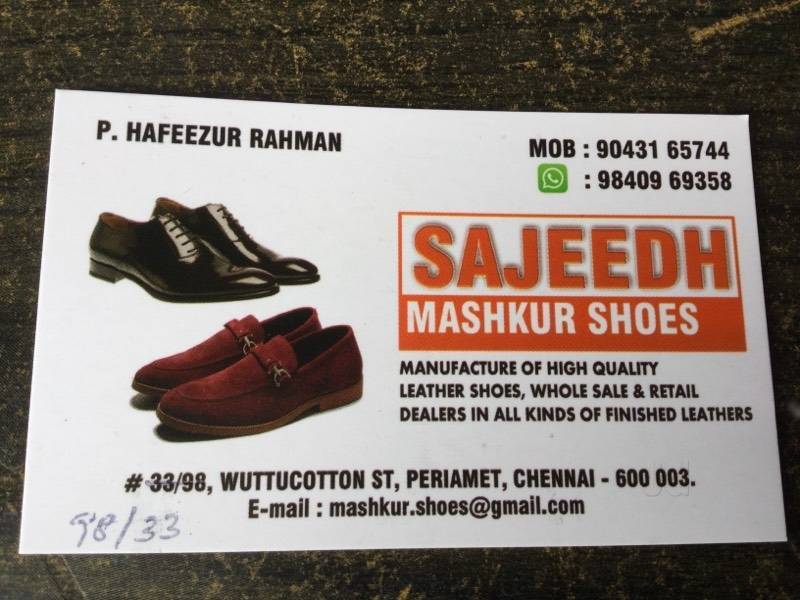 P. HAFEEZUR RAHMAN
MOB : 90431 65744
: 98409 69358
SAJEEDH
MASHKUR SHOES
MANUFACTURE OF HIGH QUALITY
LEATHER SHOES, WHOLE SALE & RETAIL
DEALERS IN ALL KINDS OF FINISHED LEATHERS
# 33/98, WUTTUCOTTON ST, PERIAMET, CHENNAI - 600 003.
E-mail : mashkur.shoes@gmail.com
98/33